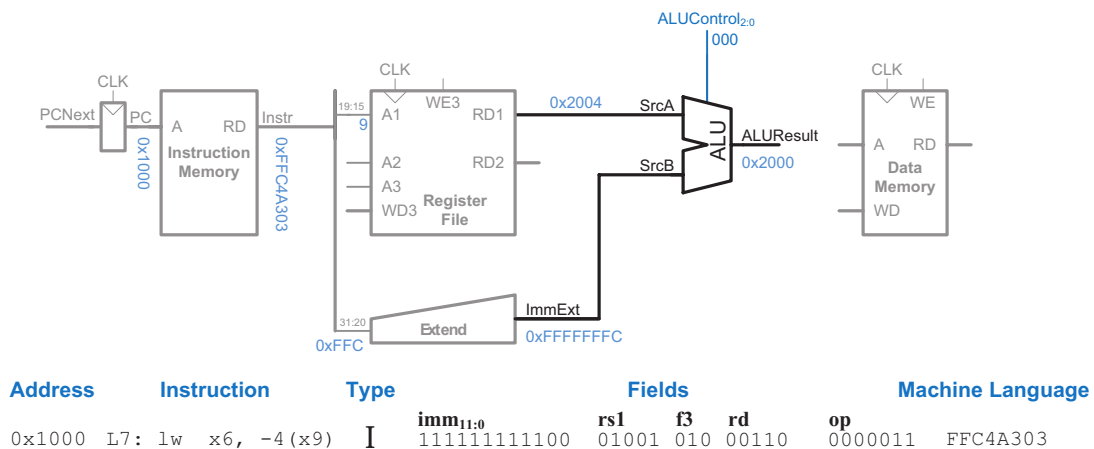 ALUControl2:0
000
CLK
CLK
CLK
PCNext
PC
A
RD
Instr
Instruction
Memory
0x1000
0xFFC4A303
19:15
9
A1
WE3
RD1
A2
RD2
A3
WD3
Register
File
0x2004
SrcA
SrcB
ALU
ALUResult
0x2000
WE
A
RD
Data
Memory
WD
31:20
0xFFC
Extend
ImmExt
0xFFFFFFFC
Address Instruction Type Fields Machine Language
imm11:0 rs1 f3 rd op
0x1000 L7: lw x6, -4(x9) I 111111111100 01001 010 00110 0000011 FFC4A303